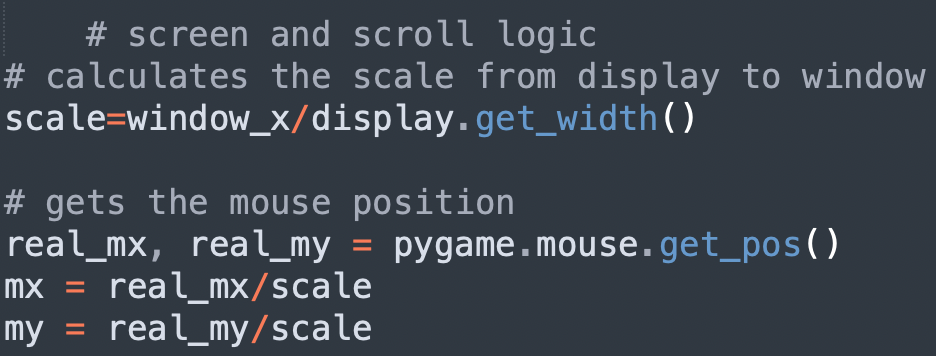 # screen and scroll logic
# calculates the scale from display to window
scale=window_x/display.get_width()
# gets the mouse position
real_mx, real_my = pygame.mouse.get_pos()
mx = real_mx/scale
my = real_my/scale